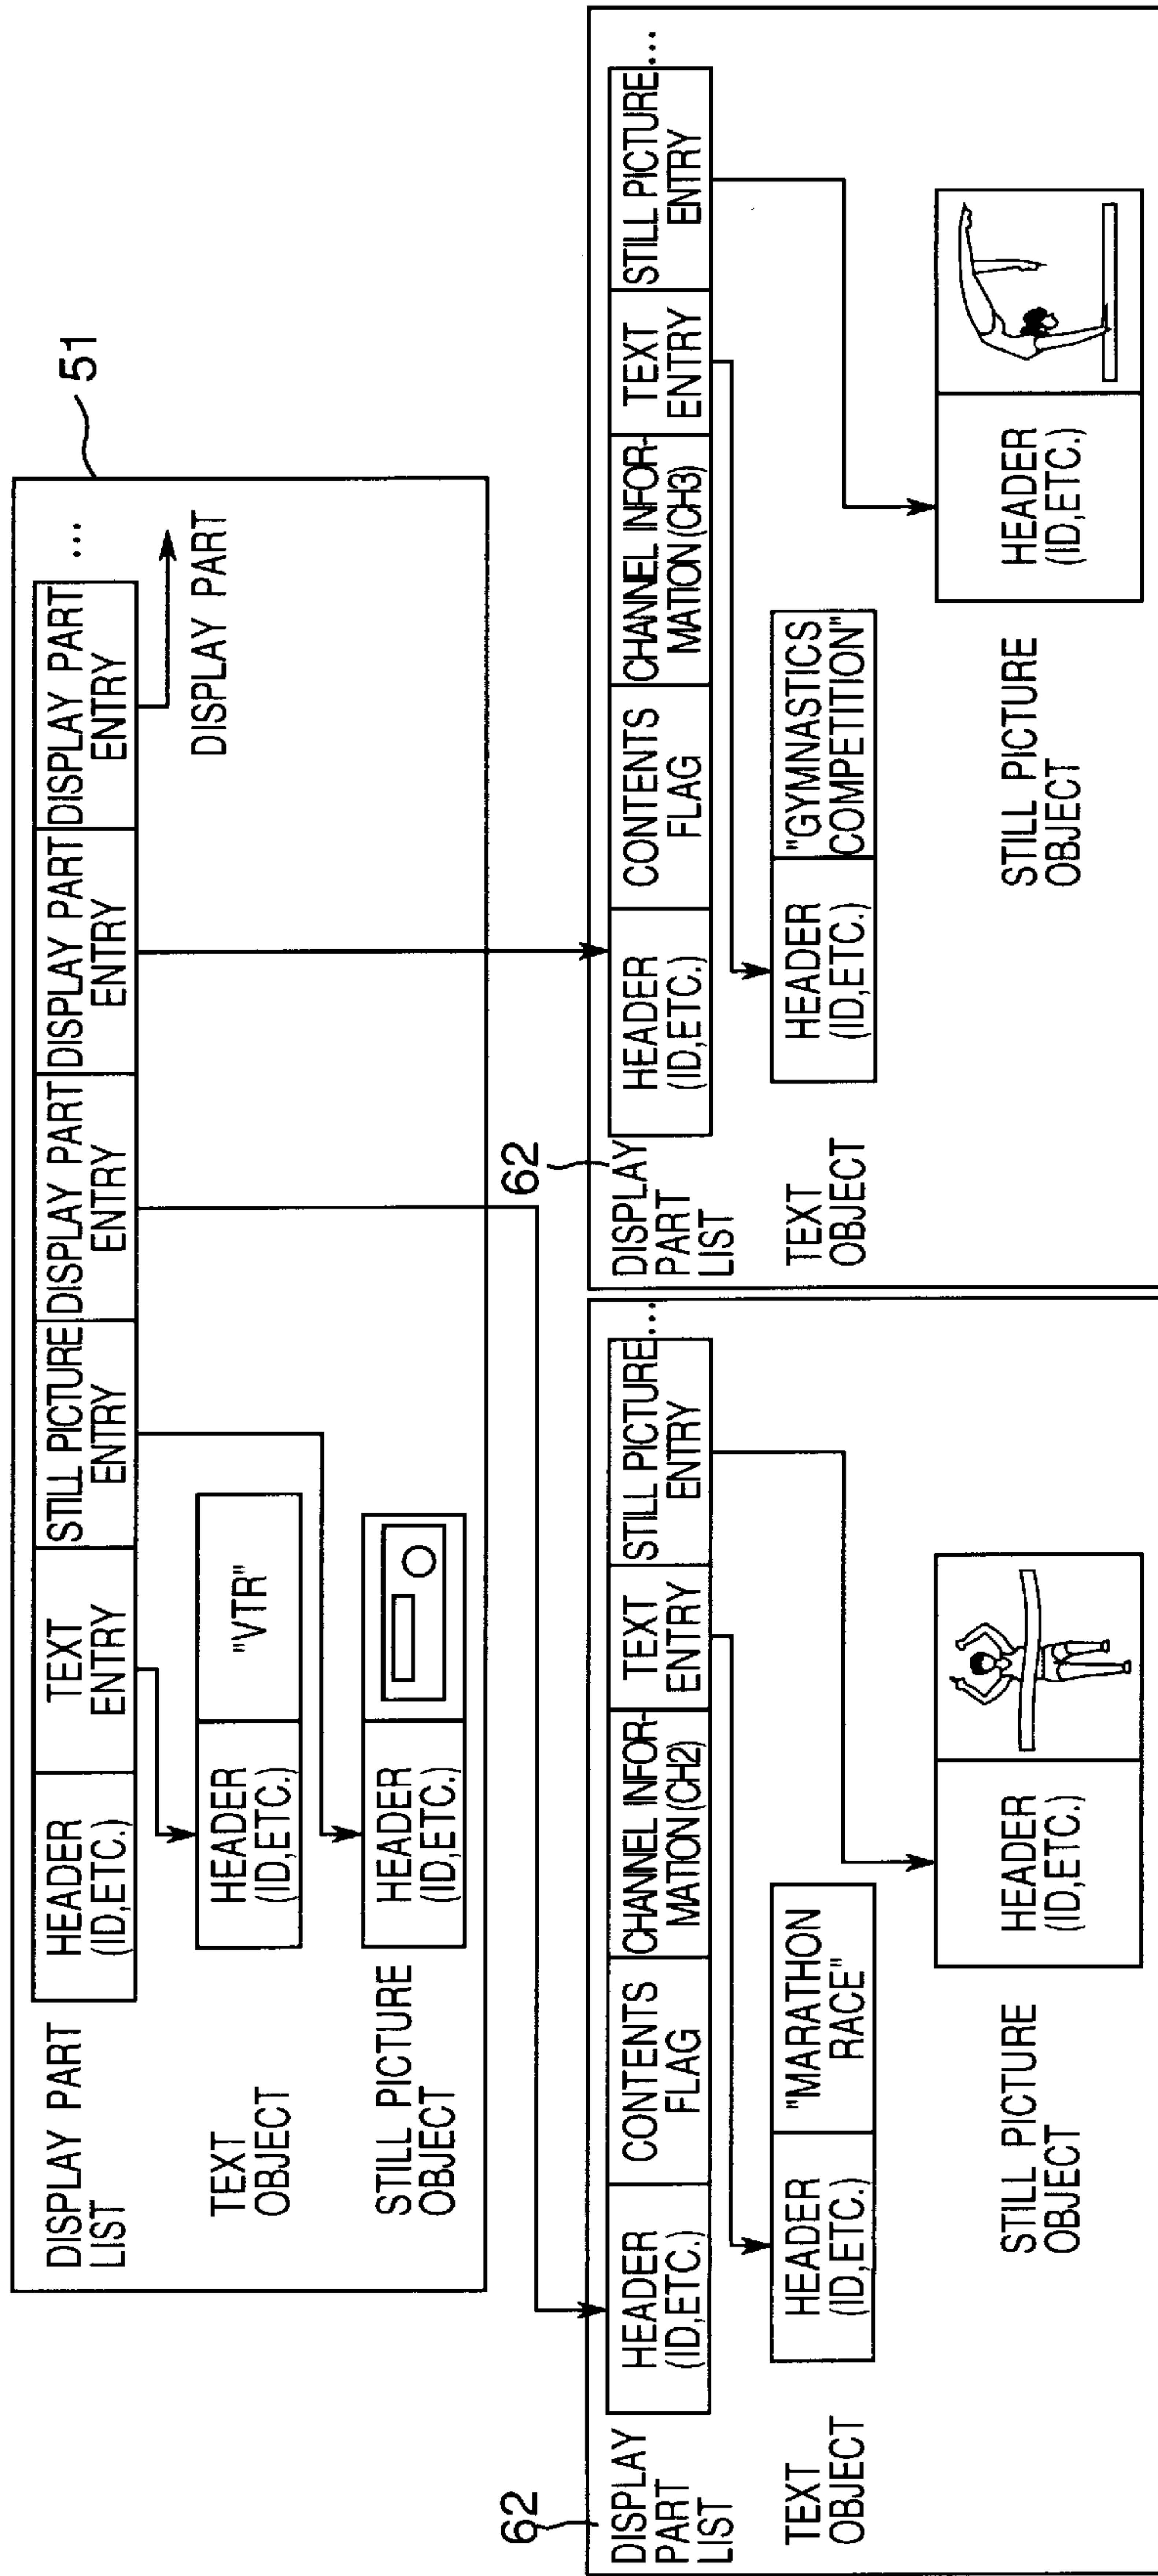 51
DISPLAY PART
LIST
HEADER
(ID,ETC.)
TEXT
ENTRY
STILL PICTURE
ENTRY
DISPLAY PART
ENTRY
DISPLAY PART
ENTRY
DISPLAY PART
ENTRY
...
DISPLAY PART
TEXT
OBJECT
HEADER
(ID,ETC.)
"VTR"
STILL PICTURE
OBJECT
HEADER
(ID,ETC.)
62
DISPLAY
PART
LIST
HEADER
(ID,ETC.)
CONTENTS
FLAG
CHANNEL INFOR-
MATION(CH2)
TEXT
ENTRY
STILL PICTURE
ENTRY
...
TEXT
OBJECT
HEADER
(ID,ETC.)
"MARATHON
RACE"
STILL PICTURE
OBJECT
HEADER
(ID,ETC.)
62
DISPLAY
PART
LIST
HEADER
(ID,ETC.)
CONTENTS
FLAG
CHANNEL INFOR-
MATION(CH3)
TEXT
ENTRY
STILL PICTURE
ENTRY
...
TEXT
OBJECT
HEADER
(ID,ETC.)
"GYMNASTICS
COMPETITION"
STILL PICTURE
OBJECT
HEADER
(ID,ETC.)